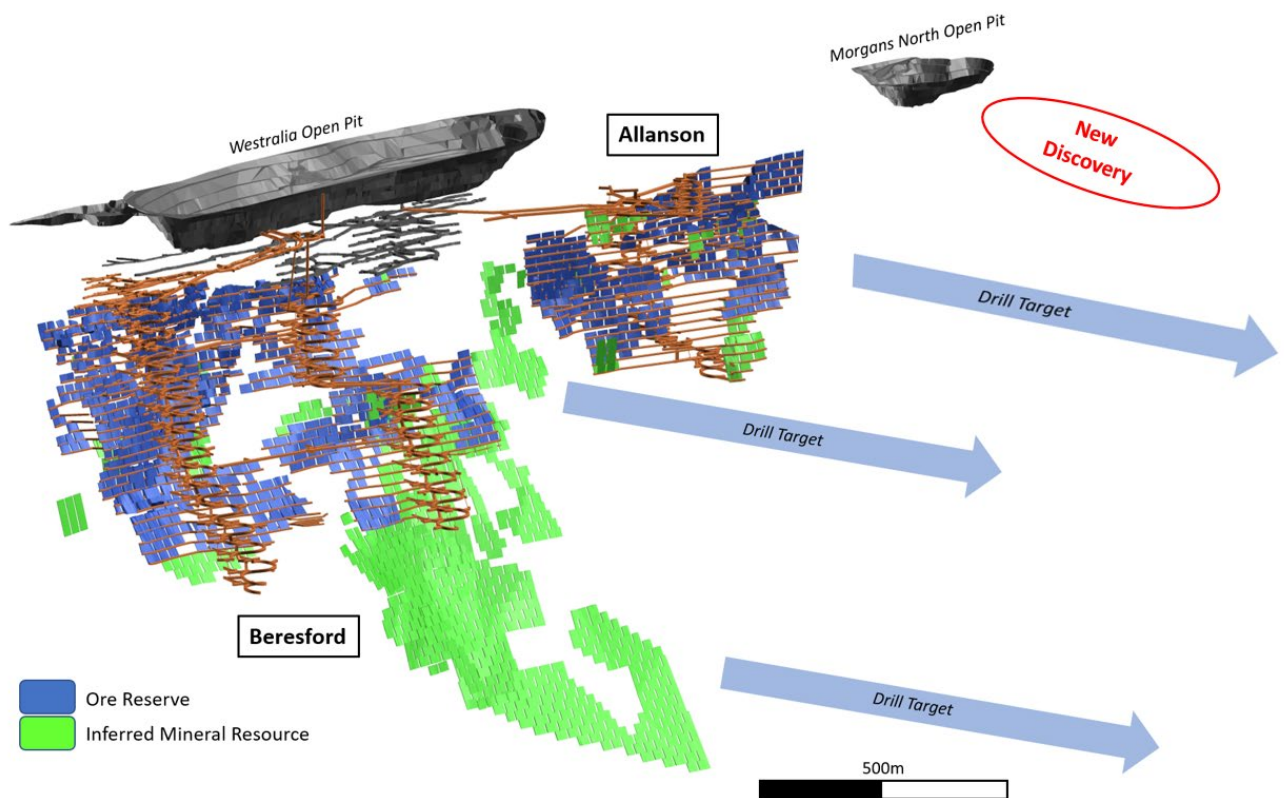 Morgans North Open Pit
Westralia Open Pit
Allanson
New
Discovery
Drill Target
Drill Target
Beresford
Ore Reserve
Inferred Mineral Resource
Drill Target
500m